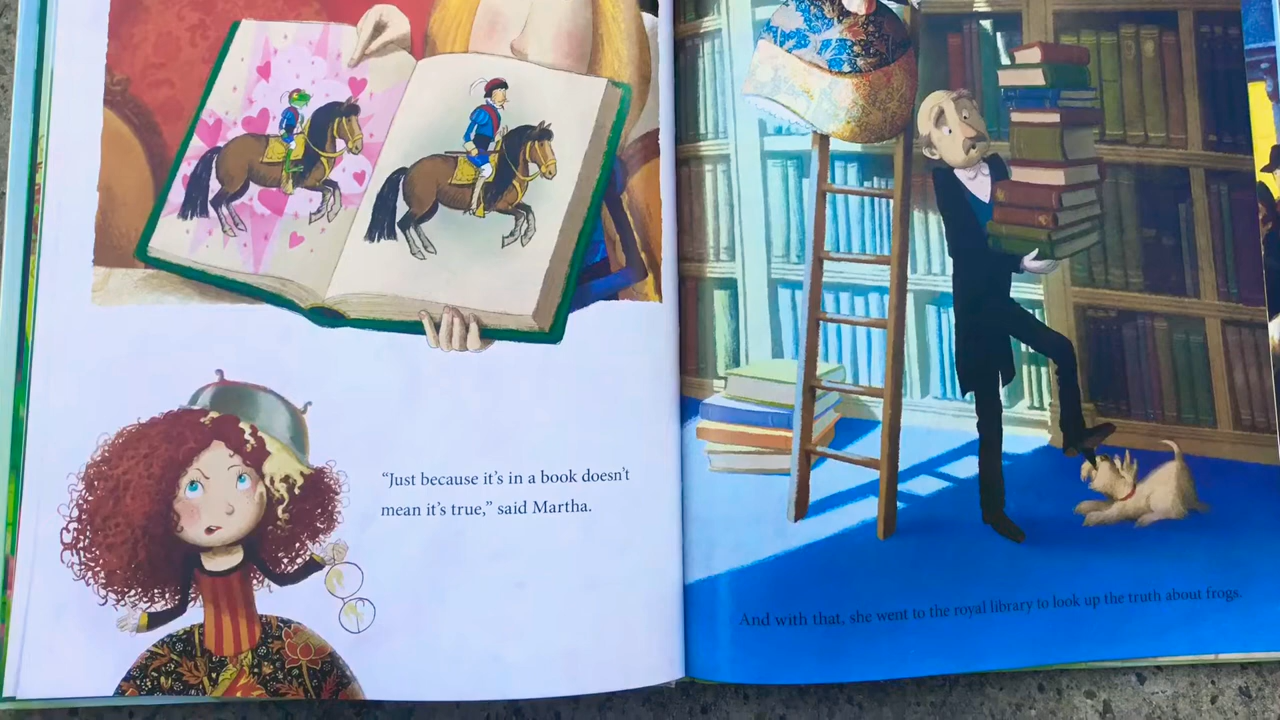 “Just because it’s in a book doesn’t
mean it’s true,” said Martha.
And with that, she went to the royal library to look up the truth about frogs.